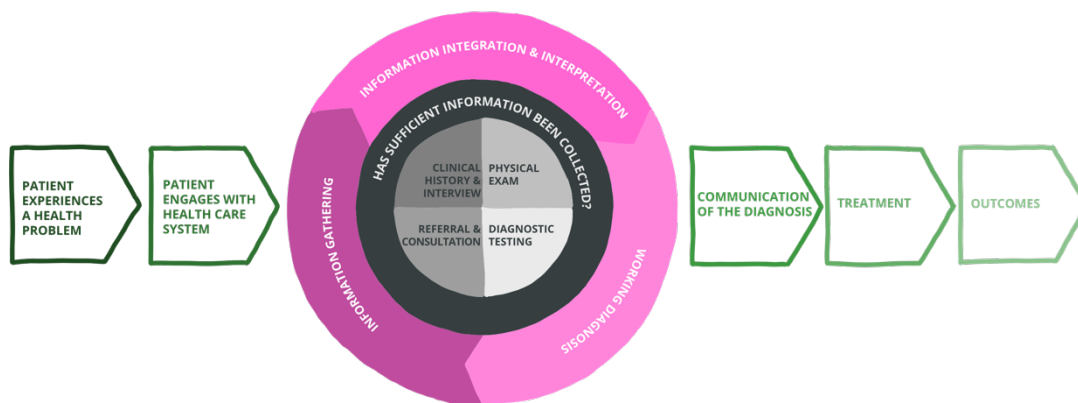 PATIENT
EXPERIENCES
A HEALTH
PROBLEM
PATIENT
ENGAGES WITH
HEALTH CARE
SYSTEM
INFORMATION GATHERING
INFORMATION INTEGRATION & INTERPRETATION
WORKING DIAGNOSIS
HAS SUFFICIENT INFORMATION BEEN COLLECTED?
CLINICAL
HISTORY &
INTERVIEW
PHYSICAL
EXAM
REFERRAL &
CONSULTATION
DIAGNOSTIC
TESTING
COMMUNICATION
OF THE DIAGNOSIS
TREATMENT
OUTCOMES